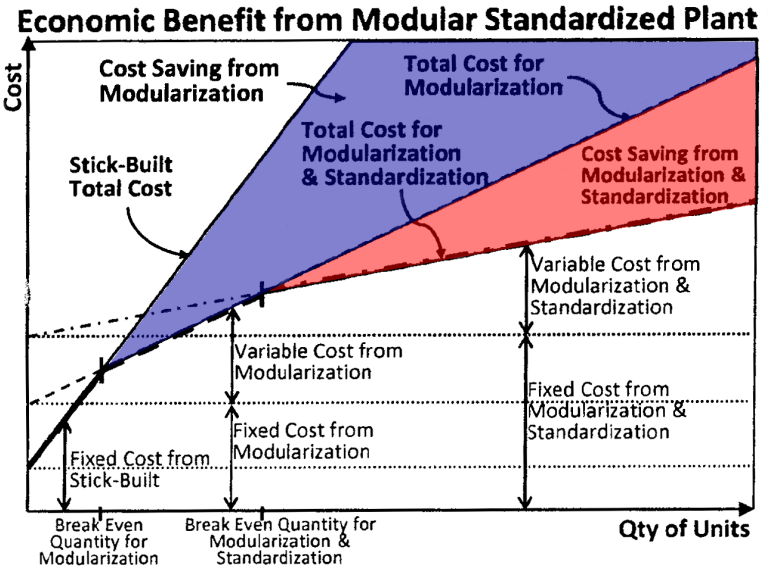 Economic Benefit from Modular Standardized Plant
Cost
Cost Saving from
Modularization
Total Cost for
Modularization
Total Cost for
Modularization
& Standardization
Stick-Built
Total Cost
Cost Saving from
Modularization &
Standardization
Variable Cost from
Modularization &
Standardization
Variable Cost from
Modularization
Fixed Cost from
Modularization &
Standardization
Fixed Cost from
Modularization
Fixed Cost from
Stick-Built
Break Even
Quantity for
Modularization
Break Even Quantity for
Modularization &
Standardization
Qty of Units